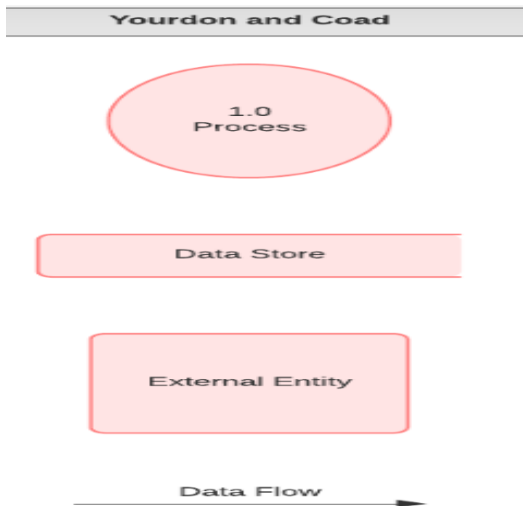 Yourdon and Coad
1.0
Process
Data Store
External Entity
Data Flow